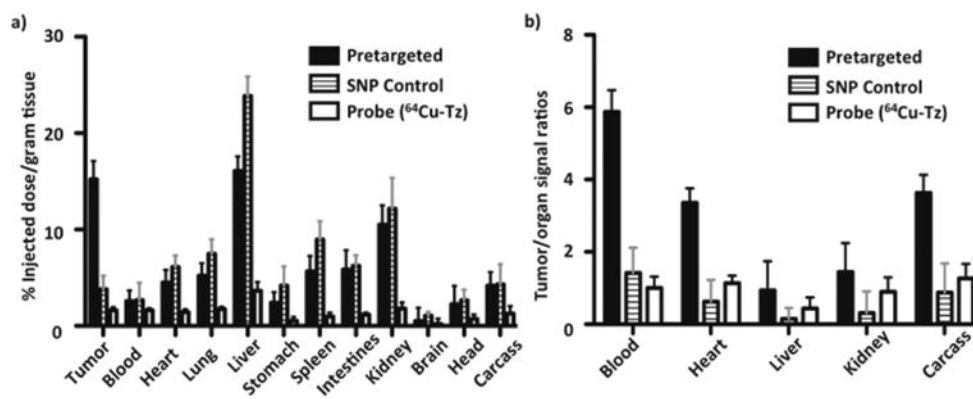 a)
% Injected dose/gram tissue
30
20
10
0
Pretargeted
SNP Control
Probe (⁶⁴Cu-Tz)
Tumor
Blood
Heart
Lung
Liver
Stomach
Spleen
Intestines
Kidney
Brain
Head
Carcass
b)
Tumor/organ signal ratios
8
6
4
2
0
Pretargeted
SNP Control
Probe (⁶⁴Cu-Tz)
Blood
Heart
Liver
Kidney
Carcass